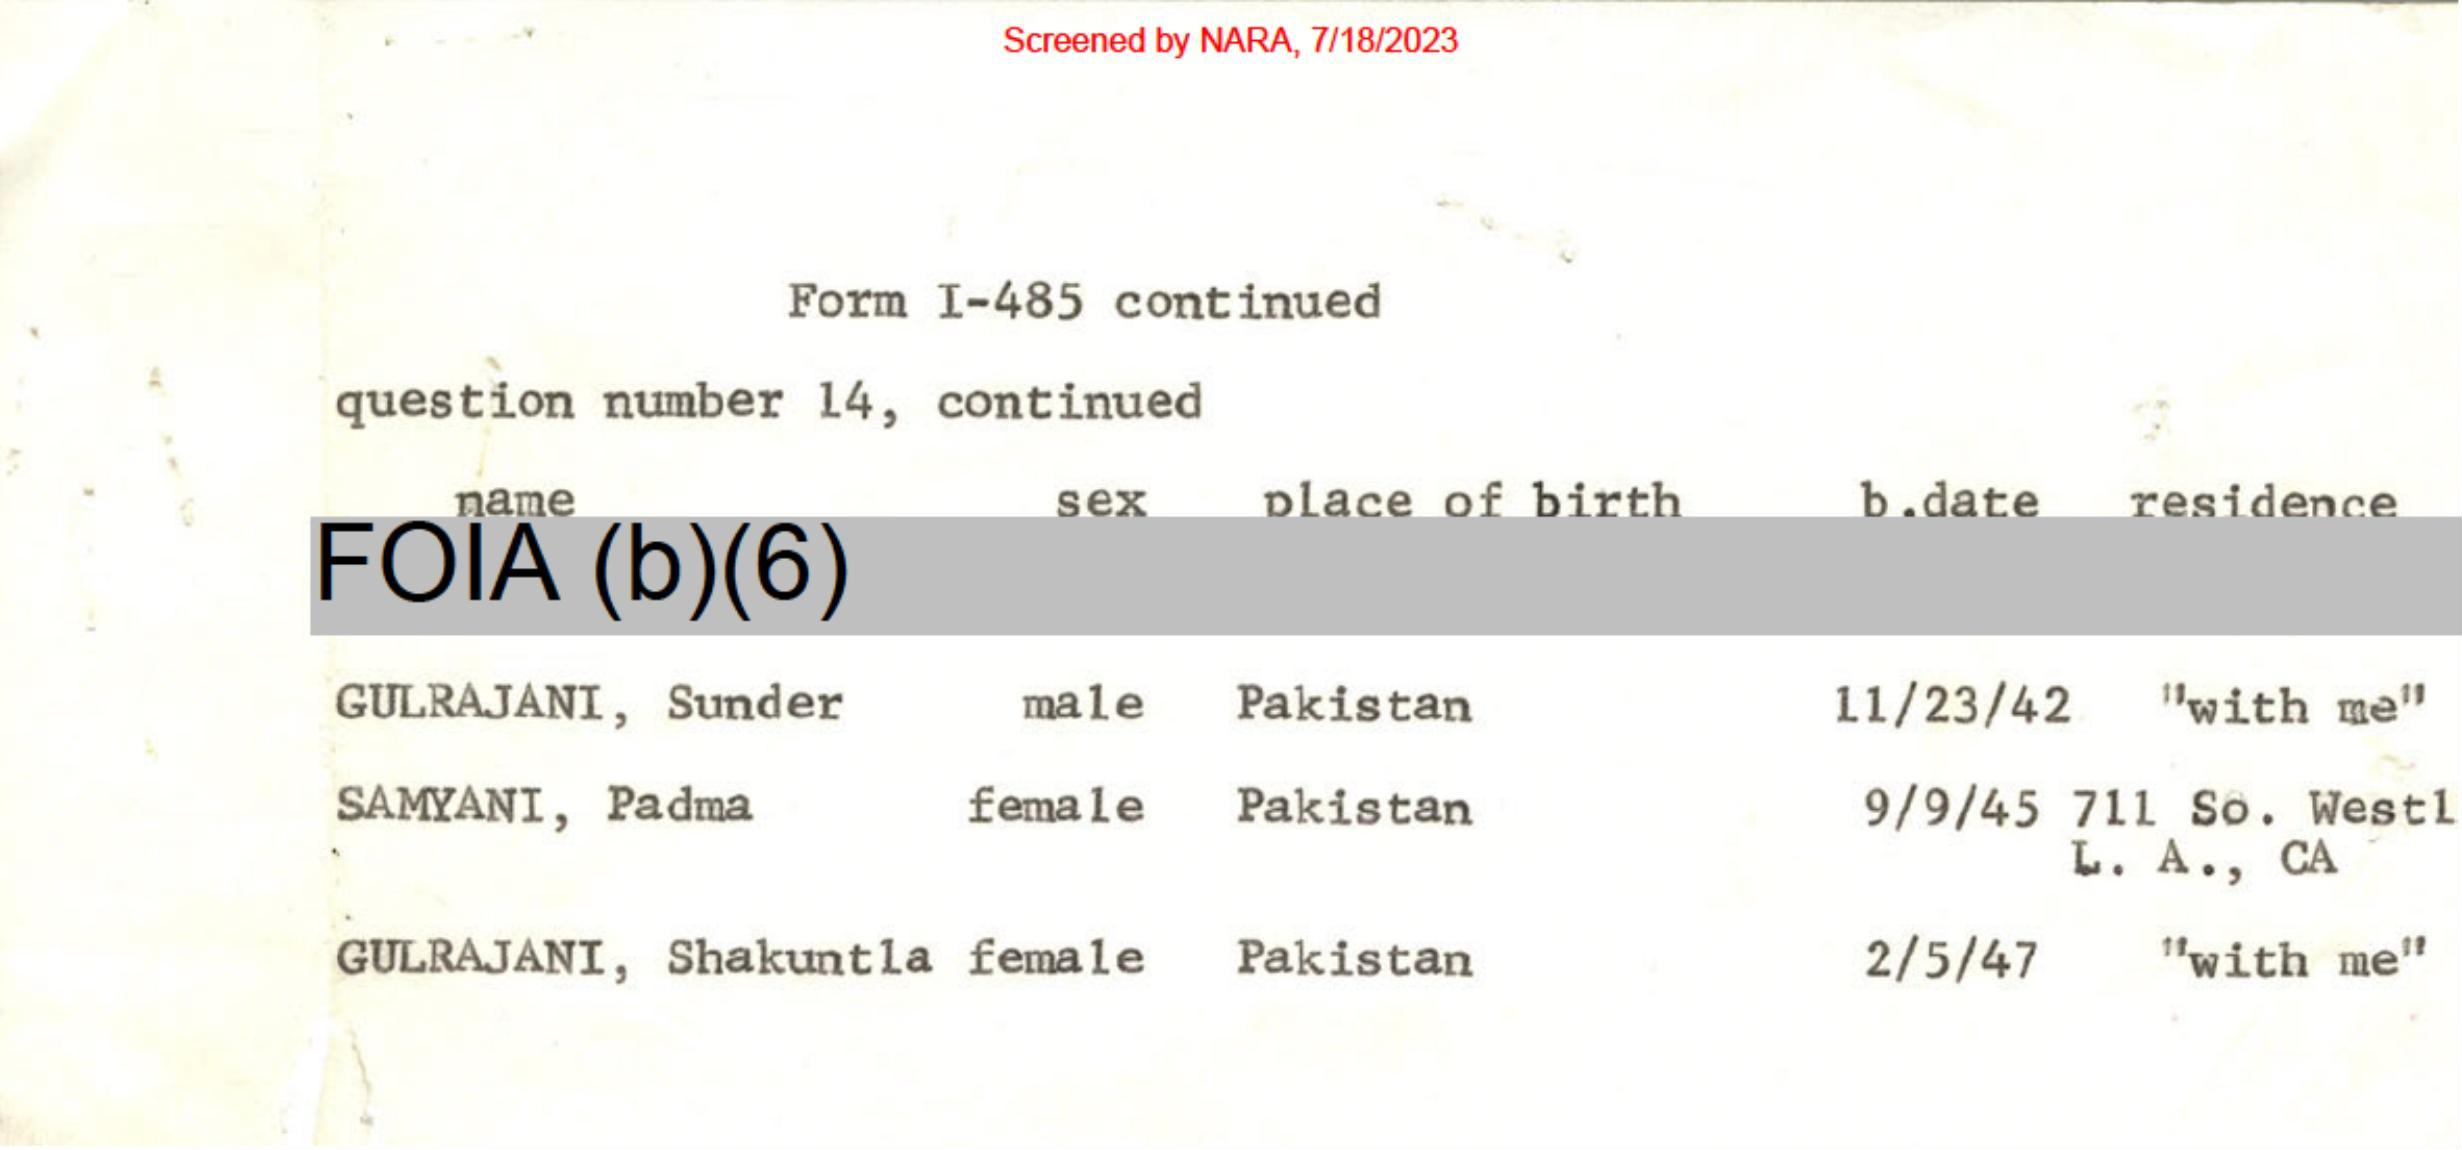 Screened by NARA, 7/18/2023
Form I-485 continued
question number 14, continued
name sex place of birth b.date residence
FOIA (b)(6)
GULRAJANI, Sunder male Pakistan 11/23/42 "with me"
SAMYANI, Padma female Pakistan 9/9/45 711 So. Westl
L. A., CA
GULRAJANI, Shakuntla female Pakistan 2/5/47 "with me"